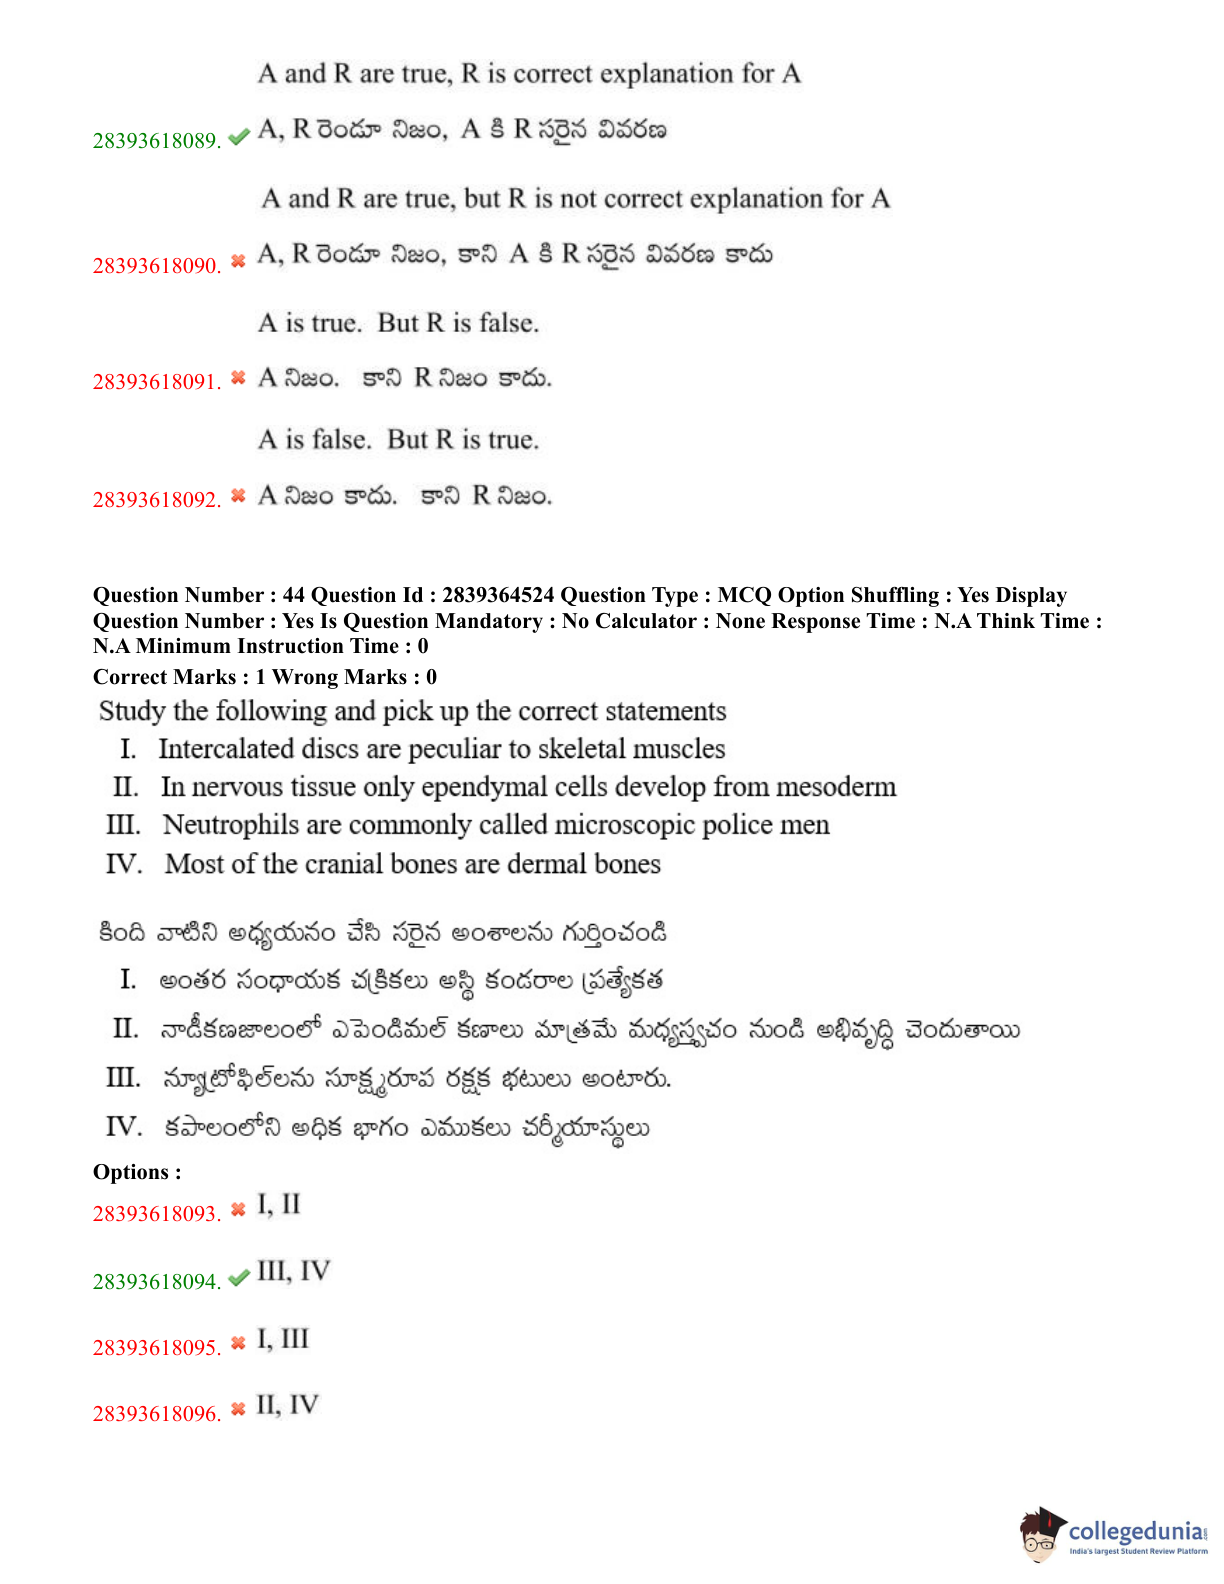 A and R are true, R is correct explanation for A
28393618089. A, R రెండూ నిజం, A కి R సరైన వివరణ
A and R are true, but R is not correct explanation for A
28393618090. A, R రెండూ నిజం, కాని A కి R సరైన వివరణ కాదు
A is true. But R is false.
28393618091. A నిజం. కాని R నిజం కాదు.
A is false. But R is true.
28393618092. A నిజం కాదు. కాని R నిజం.
Question Number : 44 Question Id : 2839364524 Question Type : MCQ Option Shuffling : Yes Display
Question Number : Yes Is Question Mandatory : No Calculator : None Response Time : N.A Think Time :
N.A Minimum Instruction Time : 0
Correct Marks : 1 Wrong Marks : 0
Study the following and pick up the correct statements
I. Intercalated discs are peculiar to skeletal muscles
II. In nervous tissue only ependymal cells develop from mesoderm
III. Neutrophils are commonly called microscopic police men
IV. Most of the cranial bones are dermal bones
కింది వాటిని అధ్యయనం చేసి సరైన అంశాలను గుర్తించండి
I. అంతర సంధాయక చక్రికలు అస్థి కండరాల ప్రత్యేకత
II. నాడీకణజాలంలో ఎపెండిమల్ కణాలు మాత్రమే మధ్యస్త్వచం నుండి అభివృద్ధి చెందుతాయి
III. న్యూట్రోఫిల్‌లను సూక్ష్మరూప రక్షక భటులు అంటారు.
IV. కపాలంలోని అధిక భాగం ఎముకలు చర్మీయాస్థులు
Options :
28393618093. I, II
28393618094. III, IV
28393618095. I, III
28393618096. II, IV
collegedunia
India's largest Student Review Platform